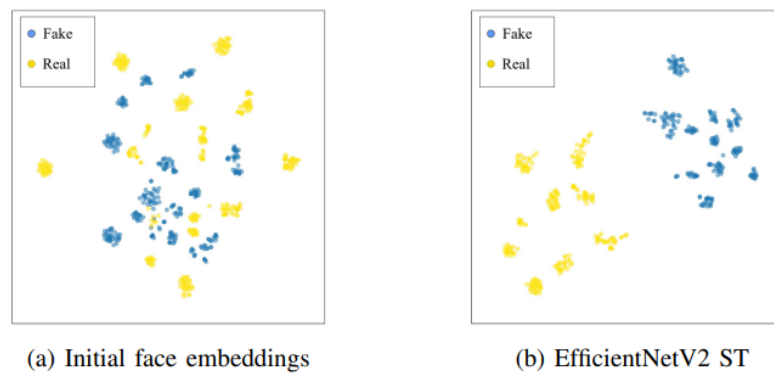 Fake
Real
Fake
Real
(a) Initial face embeddings
(b) EfficientNetV2 ST